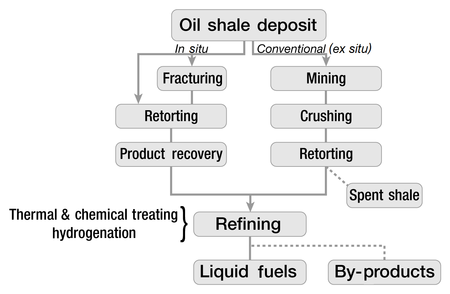 Oil shale deposit
In situ
Conventional (ex situ)
Fracturing
Mining
Retorting
Crushing
Product recovery
Retorting
Spent shale
Thermal & chemical treating
hydrogenation
Refining
Liquid fuels
By-products